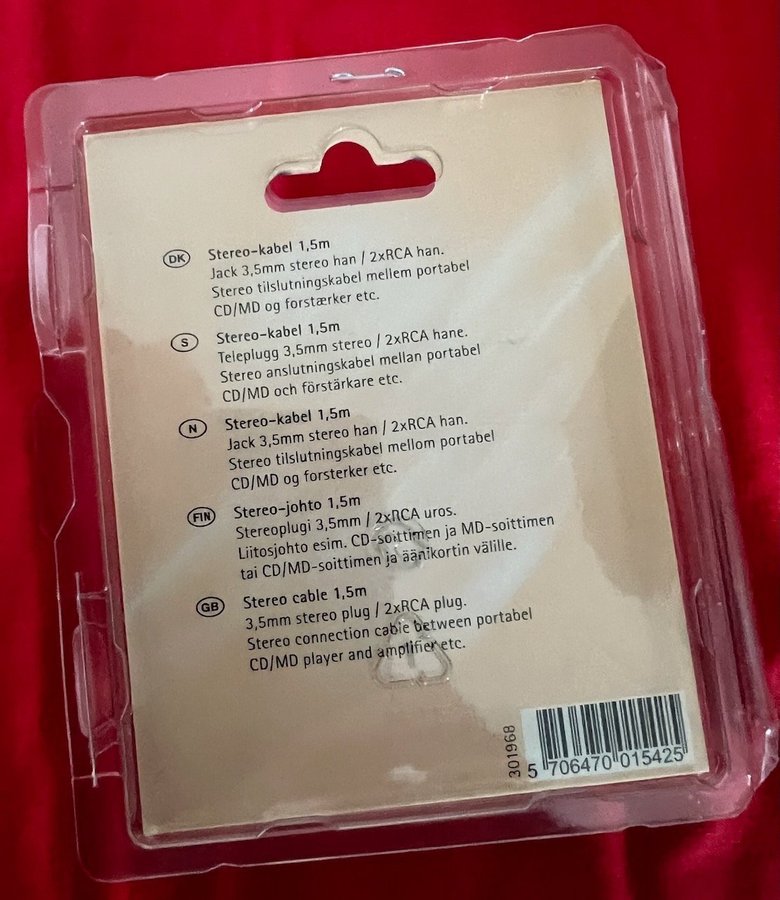 DK
Stereo-kabel 1,5m
Jack 3,5mm stereo han / 2xRCA han.
Stereo tilslutningskabel mellem portabel
CD/MD og forstærker etc.
S
Stereo-kabel 1,5m
Teleplugg 3,5mm stereo / 2xRCA hane.
Stereo anslutningskabel mellan portabel
CD/MD och förstärkare etc.
N
Stereo-kabel 1,5m
Jack 3,5mm stereo han / 2xRCA han.
Stereo tilslutningskabel mellom portabel
CD/MD og forsterker etc.
FIN
Stereo-johto 1,5m
Stereoplugi 3,5mm / 2xRCA uros.
Liitosjohto esim. CD-soittimen ja MD-soittimen
tai CD/MD-soittimen ja äänikortin välille.
GB
Stereo cable 1,5m
3,5mm stereo plug / 2xRCA plug.
Stereo connection cable between portabel
CD/MD player and amplifier etc.
301968
5 706470 015425